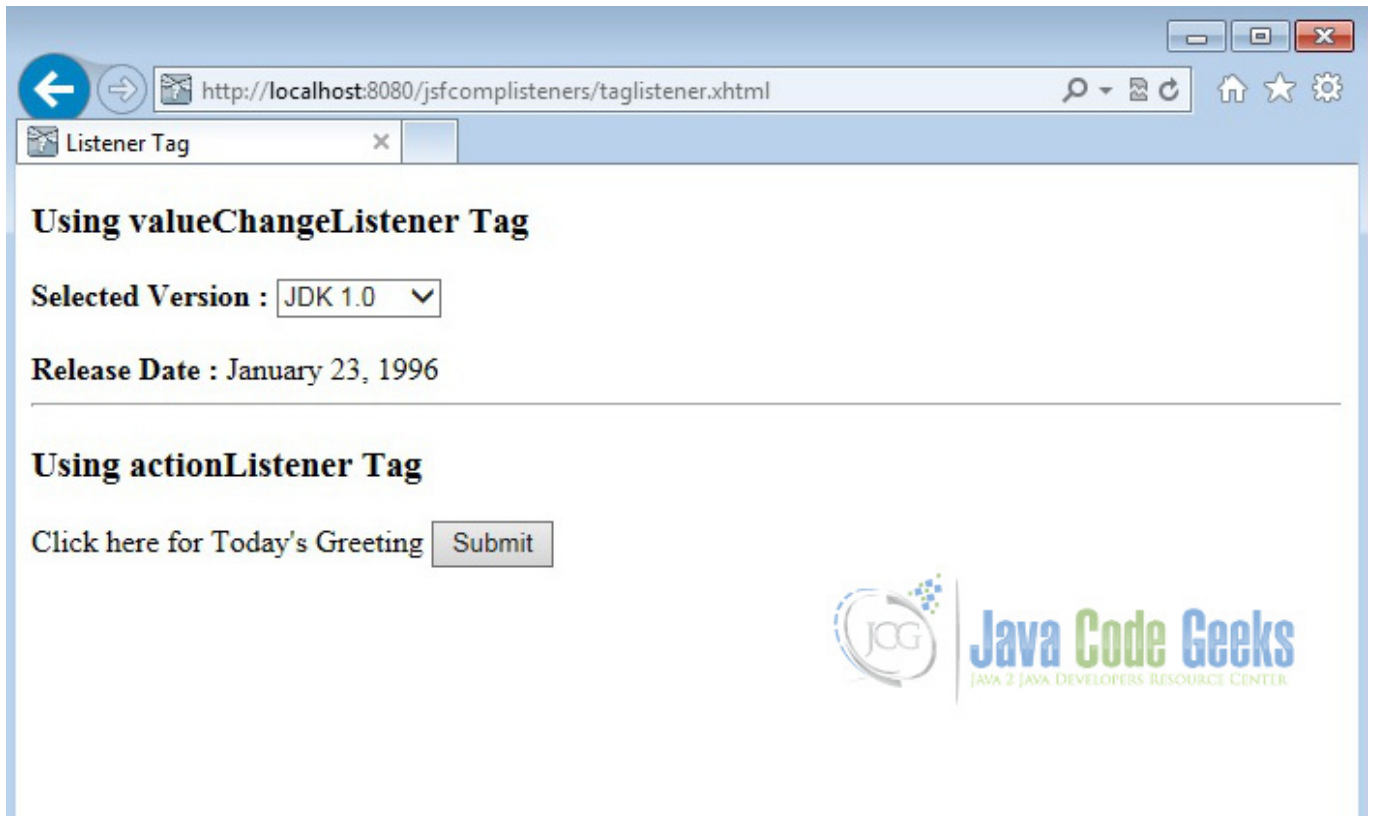 http://localhost:8080/jsfcomplisteners/taglistener.xhtml
Listener Tag
Using valueChangeListener Tag
Selected Version : JDK 1.0
Release Date : January 23, 1996
Using actionListener Tag
Click here for Today's Greeting Submit
JCG
Java Code Geeks
JAVA 2 JAVA DEVELOPERS RESOURCE CENTER